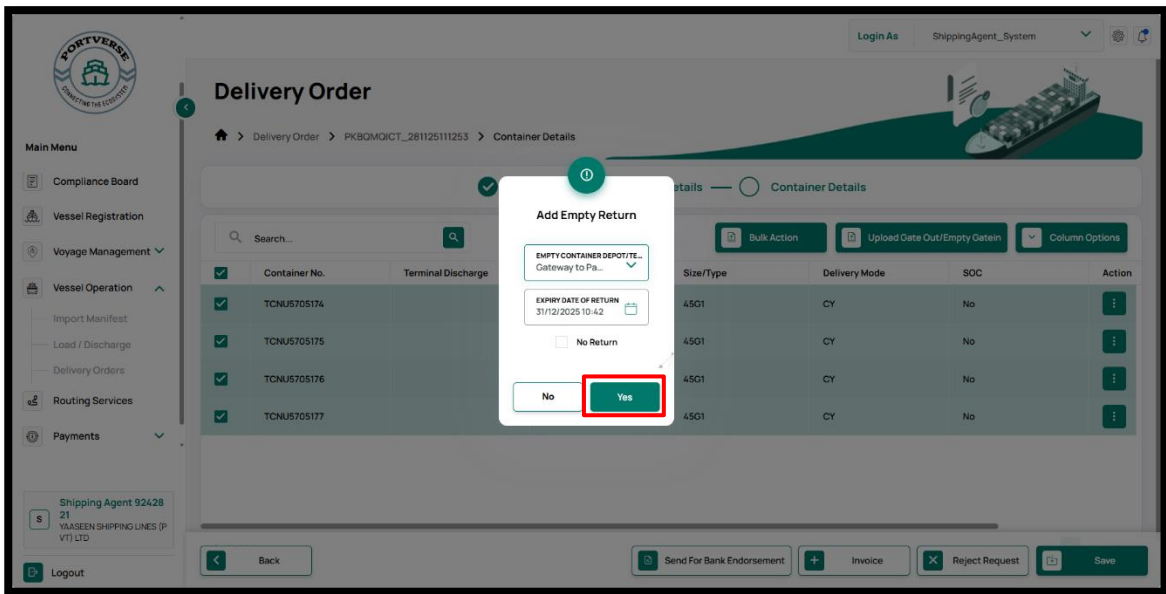 PORTVERSE
CONNECTING THE ECOSYSTEM
Login As
ShippingAgent_System
Delivery Order
Delivery Order > PKBQMQICT_281125111253 > Container Details
Main Menu
Compliance Board
Vessel Registration
Voyage Management
Vessel Operation
Import Manifest
Load / Discharge
Delivery Orders
Routing Services
Payments
S
Shipping Agent 92428
21
YAASEEN SHIPPING LINES (P
VT) LTD
Logout
etails
Container Details
Search...
Bulk Action
Upload Gate Out/Empty Gatein
Column Options
Container No. Terminal Discharge Size/Type Delivery Mode SOC Action
TCNU5705174 45G1 CY No
TCNU5705175 45G1 CY No
TCNU5705176 45G1 CY No
TCNU5705177 45G1 CY No
Add Empty Return
EMPTY CONTAINER DEPOT/TE...
Gateway to Pa...
EXPIRY DATE OF RETURN
31/12/2025 10:42
No Return
No
Yes
Back
Send For Bank Endorsement
Invoice
Reject Request
Save